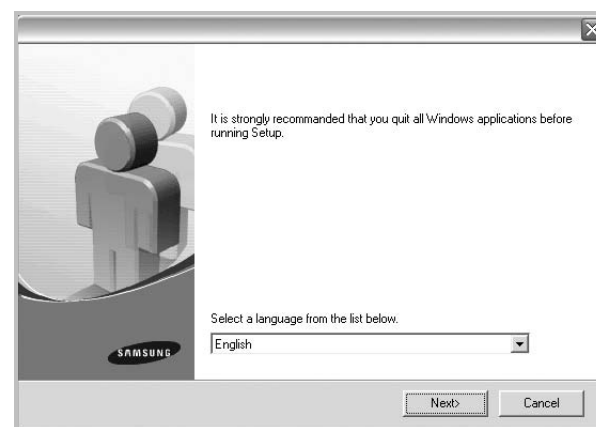 It is strongly recommanded that you quit all Windows applications before
running Setup.
Select a language from the list below.
English
SAMSUNG
Next>
Cancel